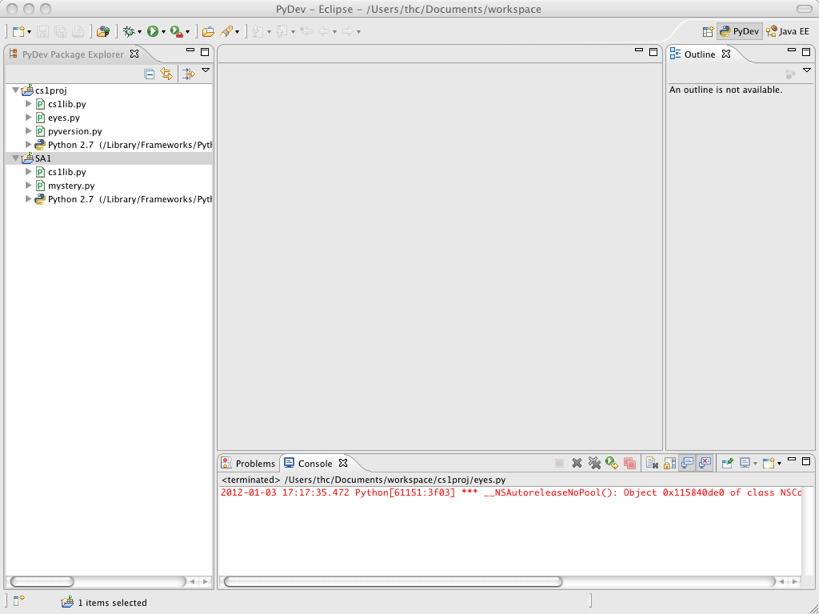 PyDev – Eclipse – /Users/thc/Documents/workspace
PyDev
Java EE
PyDev Package Explorer
cs1proj
cs1lib.py
eyes.py
pyversion.py
Python 2.7 (/Library/Frameworks/Pyth
SA1
cs1lib.py
mystery.py
Python 2.7 (/Library/Frameworks/Pyth
Outline
An outline is not available.
Problems
Console
<terminated> /Users/thc/Documents/workspace/cs1proj/eyes.py
2012-01-03 17:17:35.472 Python[61151:3f03] *** __NSAutoreleaseNoPool(): Object 0x115840de0 of class NSCo
1 items selected